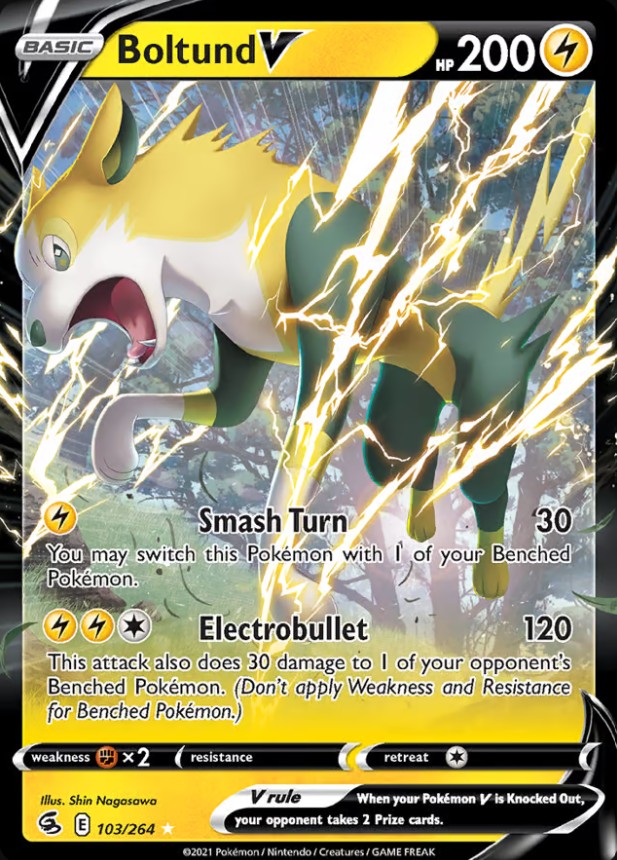 BASIC
Boltund V
HP 200
Smash Turn 30
You may switch this Pokémon with 1 of your Benched
Pokémon.
Electrobullet 120
This attack also does 30 damage to 1 of your opponent's
Benched Pokémon. (Don't apply Weakness and Resistance
for Benched Pokémon.)
weakness ×2 resistance retreat
Illus. Shin Nagasawa
V rule When your Pokémon V is Knocked Out,
your opponent takes 2 Prize cards.
E 103/264
©2021 Pokémon / Nintendo / Creatures / GAME FREAK